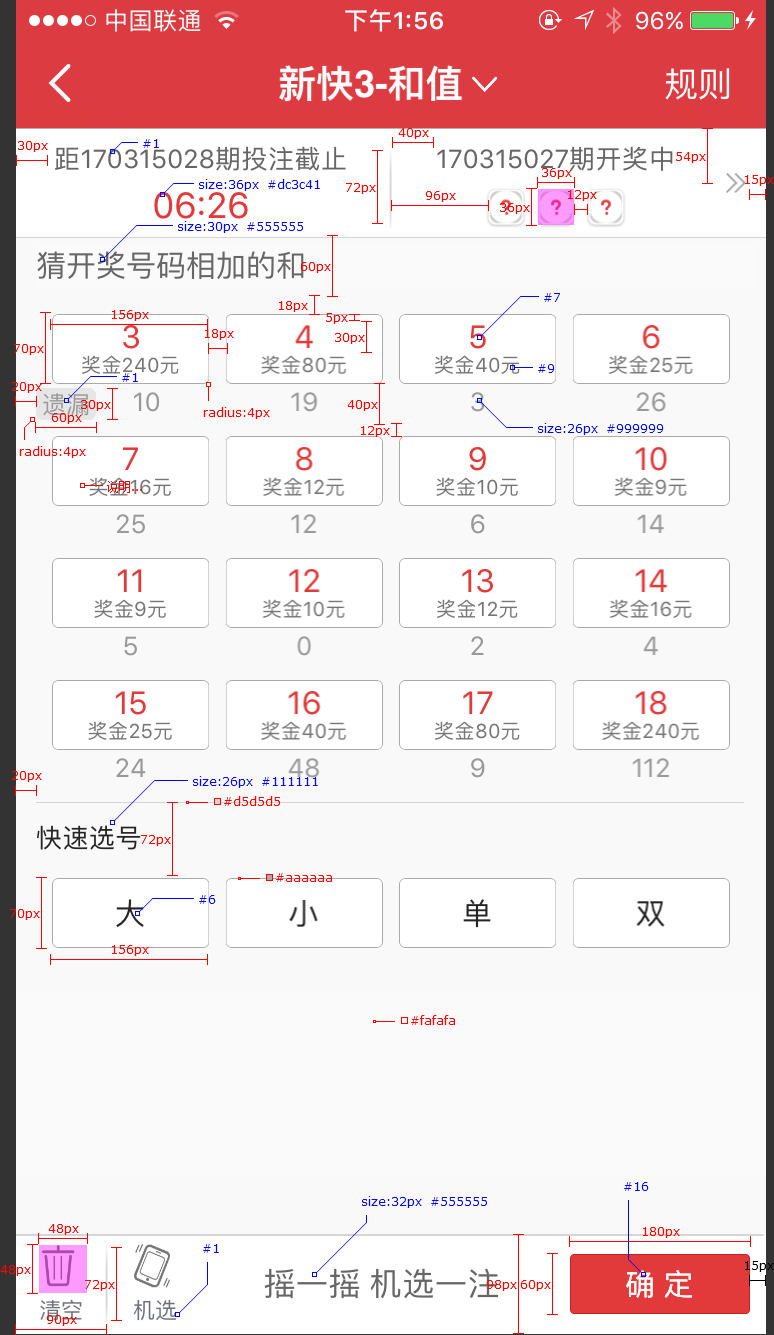 中国联通 下午1:56 96%
新快3-和值 规则
30px #1 40px 54px
距170315028期投注截止 170315027期开奖中
size:36px #dc3c41 72px 36px 15px
06:26 96px 36px ? ? 12px ?
size:30px #555555
猜开奖号码相加的和 60px
18px #7
156px 5px
70px 3 18px 4 30px 5 6
奖金240元 奖金80元 奖金40元 #9 奖金25元
20px #1
遗漏 30px 10 19 40px 3 26
60px radius:4px
12px size:26px #999999
radius:4px
7 8 9 10
奖金16元 说明.. 奖金12元 奖金10元 奖金9元
25 12 6 14
11 12 13 14
奖金9元 奖金10元 奖金12元 奖金16元
5 0 2 4
15 16 17 18
奖金25元 奖金40元 奖金80元 奖金240元
24 48 9 112
20px size:26px #111111
#d5d5d5
快速选号 72px
#aaaaaa
70px 大 #6 小 单 双
156px
#fafafa
#16
size:32px #555555
48px #1 180px
48px 72px 摇一摇 机选一注 98px 60px 确 定 15px
清空 机选
90px